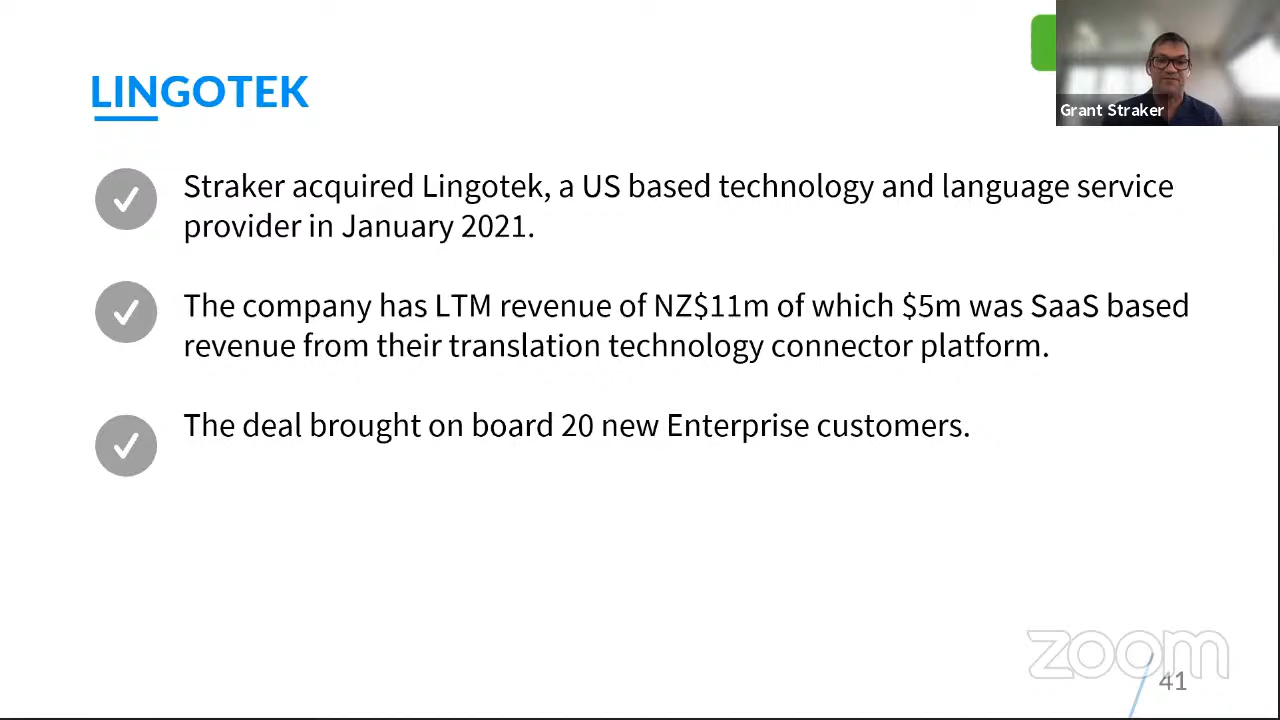 LINGOTEK
Grant Straker
Straker acquired Lingotek, a US based technology and language service
provider in January 2021.
The company has LTM revenue of NZ$11m of which $5m was SaaS based
revenue from their translation technology connector platform.
The deal brought on board 20 new Enterprise customers.
zoom
41